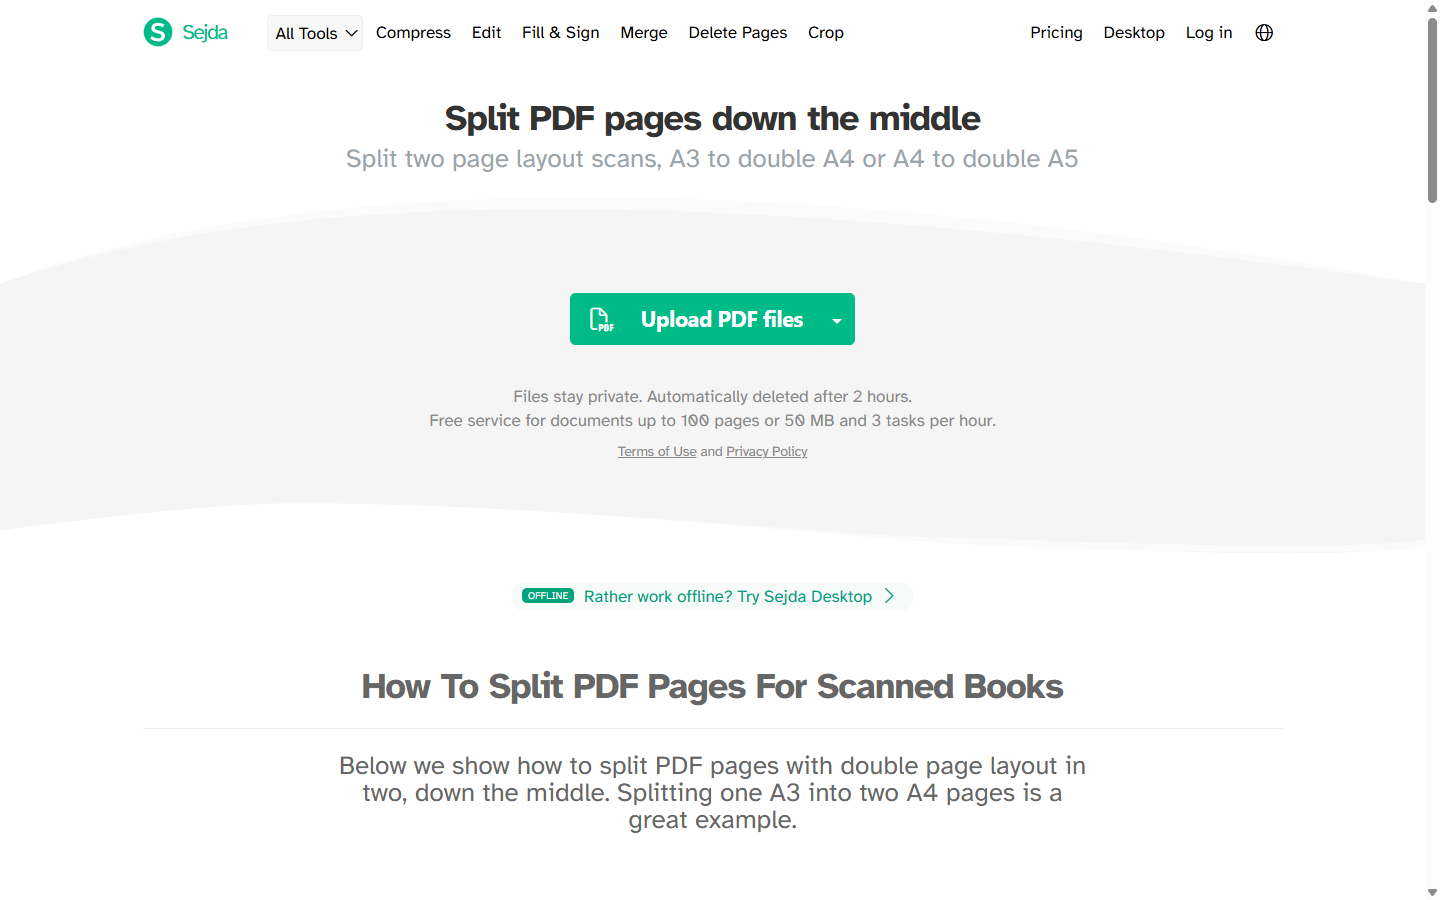 S Sejda All Tools Compress Edit Fill & Sign Merge Delete Pages Crop Pricing Desktop Log in
Split PDF pages down the middle
Split two page layout scans, A3 to double A4 or A4 to double A5
PDF Upload PDF files
Files stay private. Automatically deleted after 2 hours.
Free service for documents up to 100 pages or 50 MB and 3 tasks per hour.
Terms of Use and Privacy Policy
OFFLINE Rather work offline? Try Sejda Desktop
How To Split PDF Pages For Scanned Books
Below we show how to split PDF pages with double page layout in
two, down the middle. Splitting one A3 into two A4 pages is a
great example.